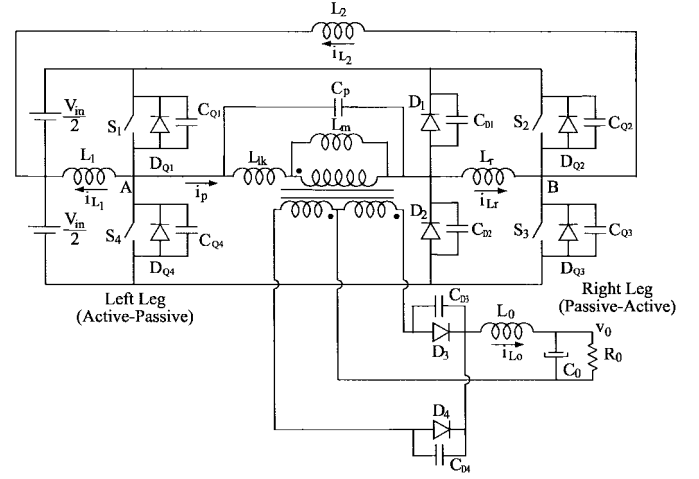 L2
iL2
Vin
2
S1
CQ1
DQ1
Cp
Lm
Llk
D1
CD1
S2
CQ2
DQ2
L1
iL1
A
ip
Lr
iLr
B
Vin
2
S4
CQ4
DQ4
D2
CD2
S3
CQ3
DQ3
Left Leg
(Active-Passive)
Right Leg
(Passive-Active)
CD3
D3
L0
iLo
v0
C0
R0
D4
CD4